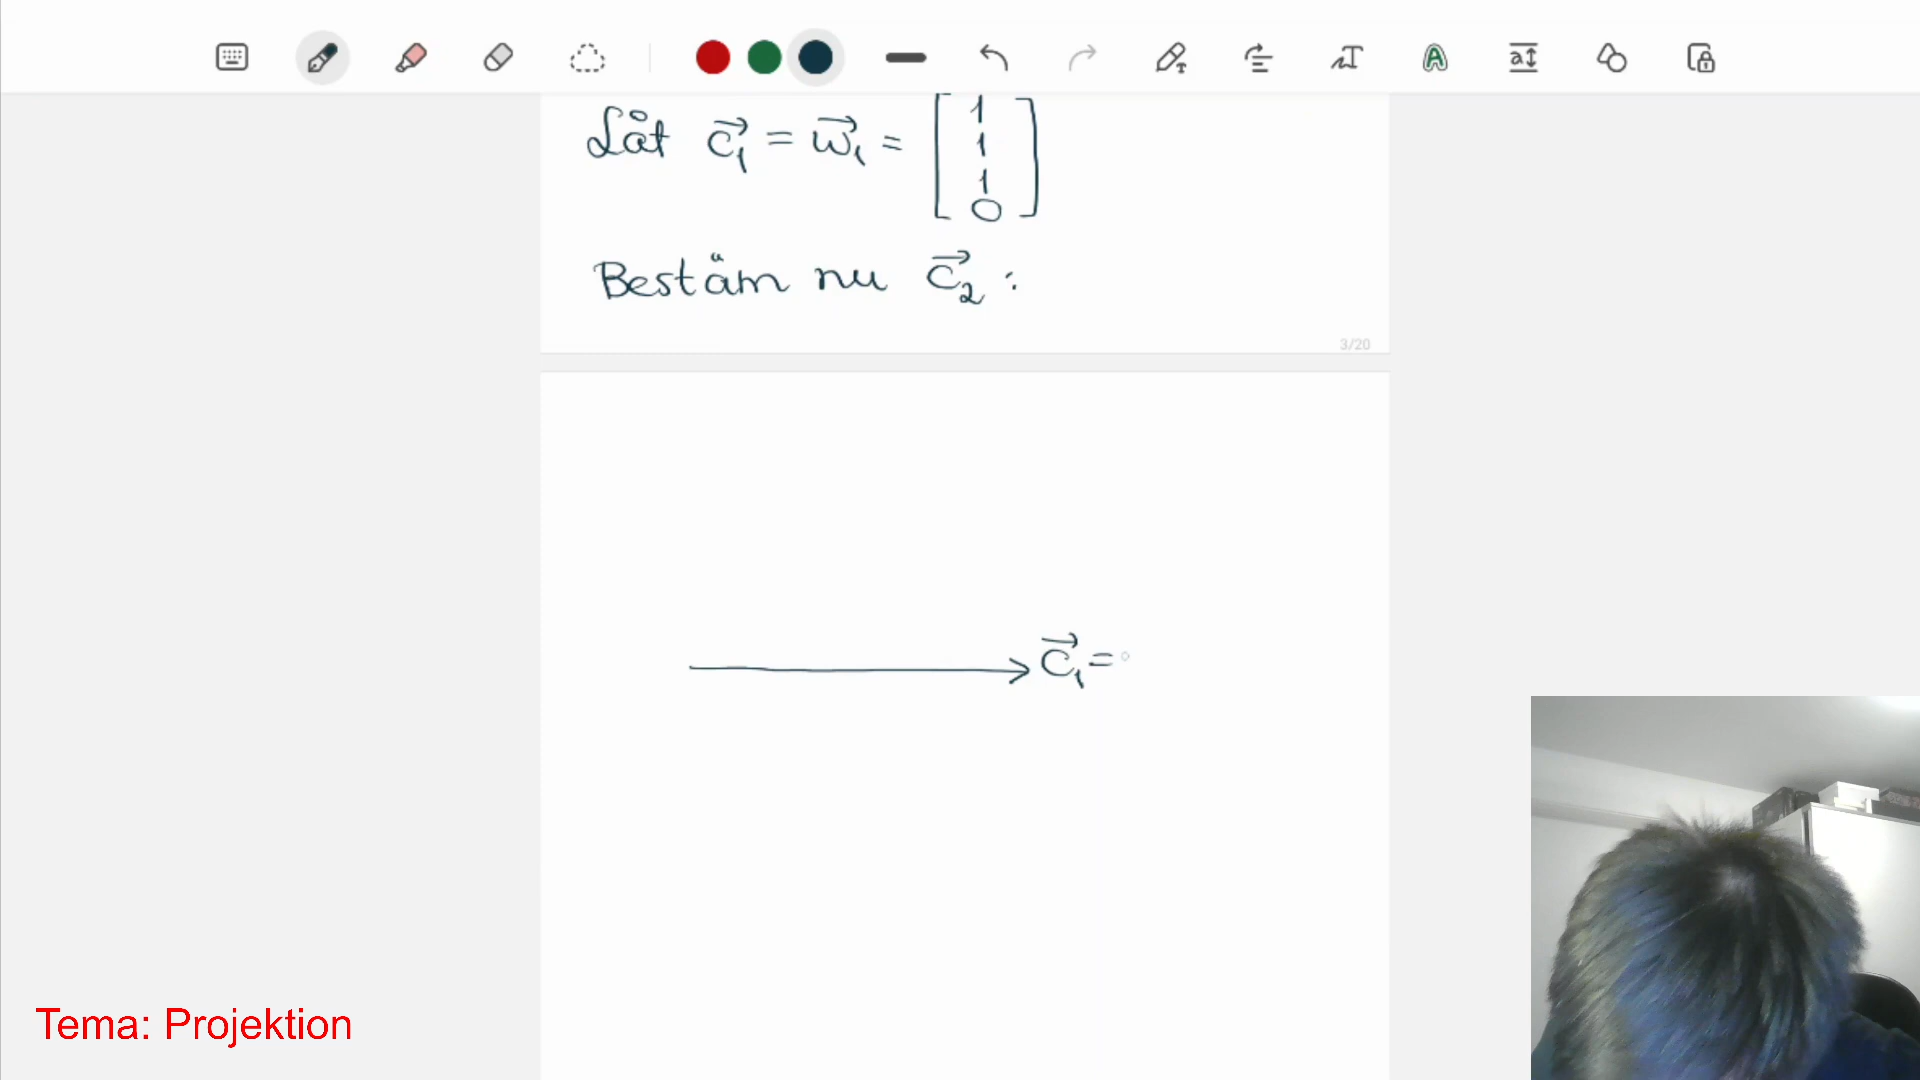 Låt c⃗₁ = w⃗₁ = [1 1 1 0]
Bestäm nu c⃗₂ :
3/20
c⃗₁ =
Tema: Projektion